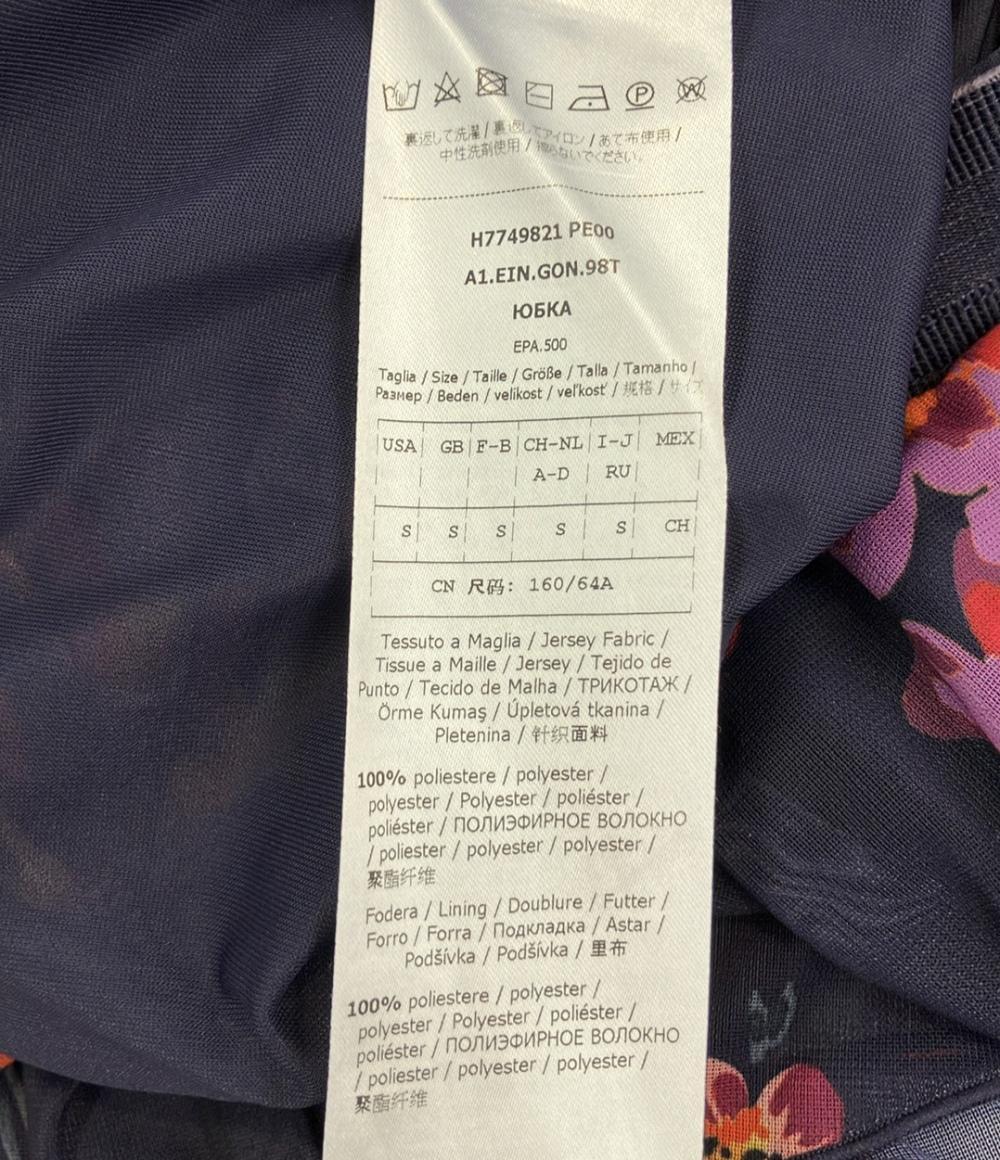 裏返して洗濯 / 裏返してアイロン / あて布使用 /
中性洗剤使用 / 絞らないでください。
H7749821 PE00
A1.EIN.GON.98T
ЮБКА
EPA.500
Taglia / Size / Taille / Größe / Talla / Tamanho /
Размер / Beden / velikost / veľkosť / 规格 / サイズ
USA GB F-B CH-NL I-J MEX
A-D RU
S S S S S CH
CN 尺码: 160/64A
Tessuto a Maglia / Jersey Fabric /
Tissue a Maille / Jersey / Tejido de
Punto / Tecido de Malha / ТРИКОТАЖ /
Örme Kumaş / Úpletová tkanina /
Pletenina / 针织面料
100% poliestere / polyester /
polyester / Polyester / poliéster /
poliéster / ПОЛИЭФИРНОЕ ВОЛОКНО
/ poliester / polyester / polyester /
聚酯纤维
Fodera / Lining / Doublure / Futter /
Forro / Forra / Подкладка / Astar /
Podšívka / Podšívka / 里布
100% poliestere / polyester /
polyester / Polyester / poliéster /
poliéster / ПОЛИЭФИРНОЕ ВОЛОКНО
/ poliester / polyester / polyester /
聚酯纤维